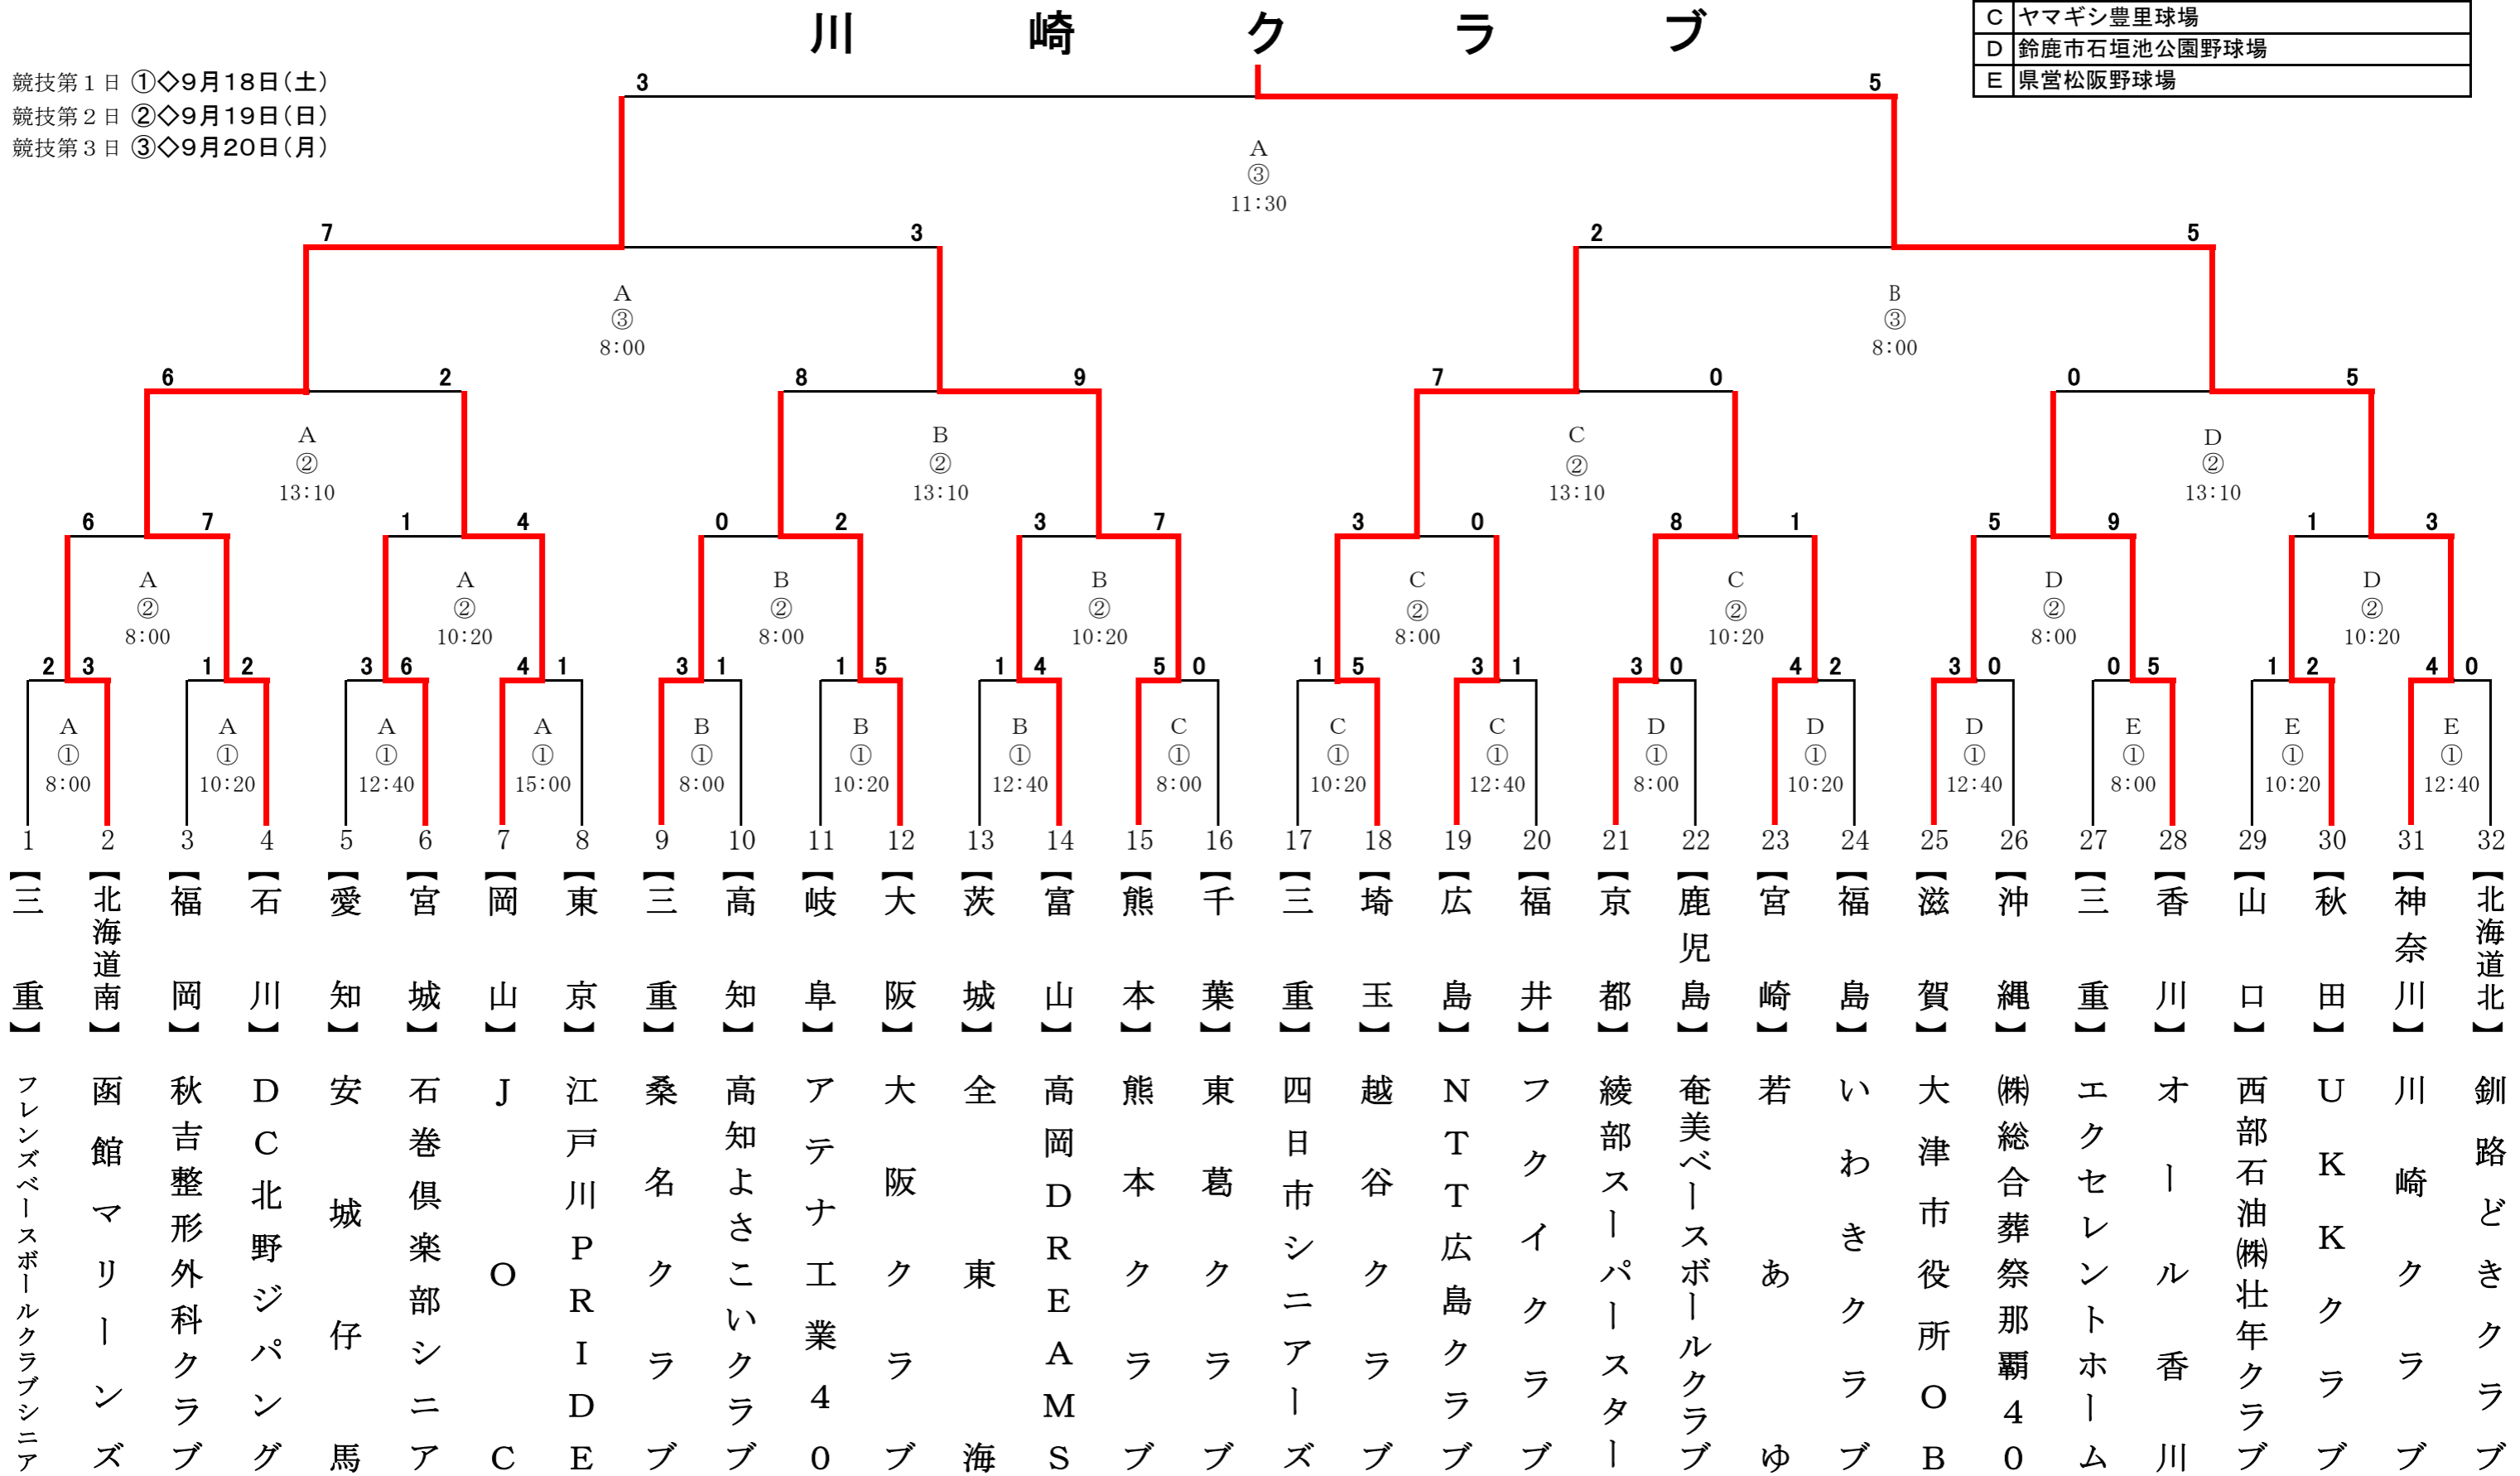 川崎クラブ
C ヤマギシ豊里球場
D 鈴鹿市石垣池公園野球場
E 県営松阪野球場
競技第1日 ①◇9月18日(土)
競技第2日 ②◇9月19日(日)
競技第3日 ③◇9月20日(月)
3 5
A
③
11:30
7 3 2 5
A B
③ ③
8:00 8:00
6 2 8 9 7 0 0 5
A B C D
② ② ② ②
13:10 13:10 13:10 13:10
6 7 1 4 0 2 3 7 3 0 8 1 5 9 1 3
A A B B C C D D
② ② ② ② ② ② ② ②
8:00 10:20 8:00 10:20 8:00 10:20 8:00 10:20
2 3 1 2 3 6 4 1 3 1 1 5 1 4 5 0 1 5 3 1 3 0 4 2 3 0 0 5 1 2 4 0
A A A A B B B C C C D D D E E E
① ① ① ① ① ① ① ① ① ① ① ① ① ① ① ①
8:00 10:20 12:40 15:00 8:00 10:20 12:40 8:00 10:20 12:40 8:00 10:20 12:40 8:00 10:20 12:40
1 2 3 4 5 6 7 8 9 10 11 12 13 14 15 16 17 18 19 20 21 22 23 24 25 26 27 28 29 30 31 32
【三重】フレンズベースボールクラブシニア
【北海道南】函館マリーンズ
【福岡】秋吉整形外科クラブ
【石川】DC北野ジパング
【愛知】安城仔馬
【宮城】石巻倶楽部シニア
【岡山】JOC
【東京】江戸川PRIDE
【三重】桑名クラブ
【高知】高知よさこいクラブ
【岐阜】アテナ工業40
【大阪】大阪クラブ
【茨城】全東海
【富山】高岡DREAMS
【熊本】熊本クラブ
【千葉】東葛クラブ
【三重】四日市シニアーズ
【埼玉】越谷クラブ
【広島】NTT広島クラブ
【福井】フクイクラブ
【京都】綾部スーパースター
【鹿児島】奄美ベースボールクラブ
【宮崎】若あゆ
【福島】いわきクラブ
【滋賀】大津市役所OB
【沖縄】㈱総合葬祭那覇40
【三重】エクセレントホーム
【香川】オール香川
【山口】西部石油㈱壮年クラブ
【秋田】UKKクラブ
【神奈川】川崎クラブ
【北海道北】釧路どきクラブ